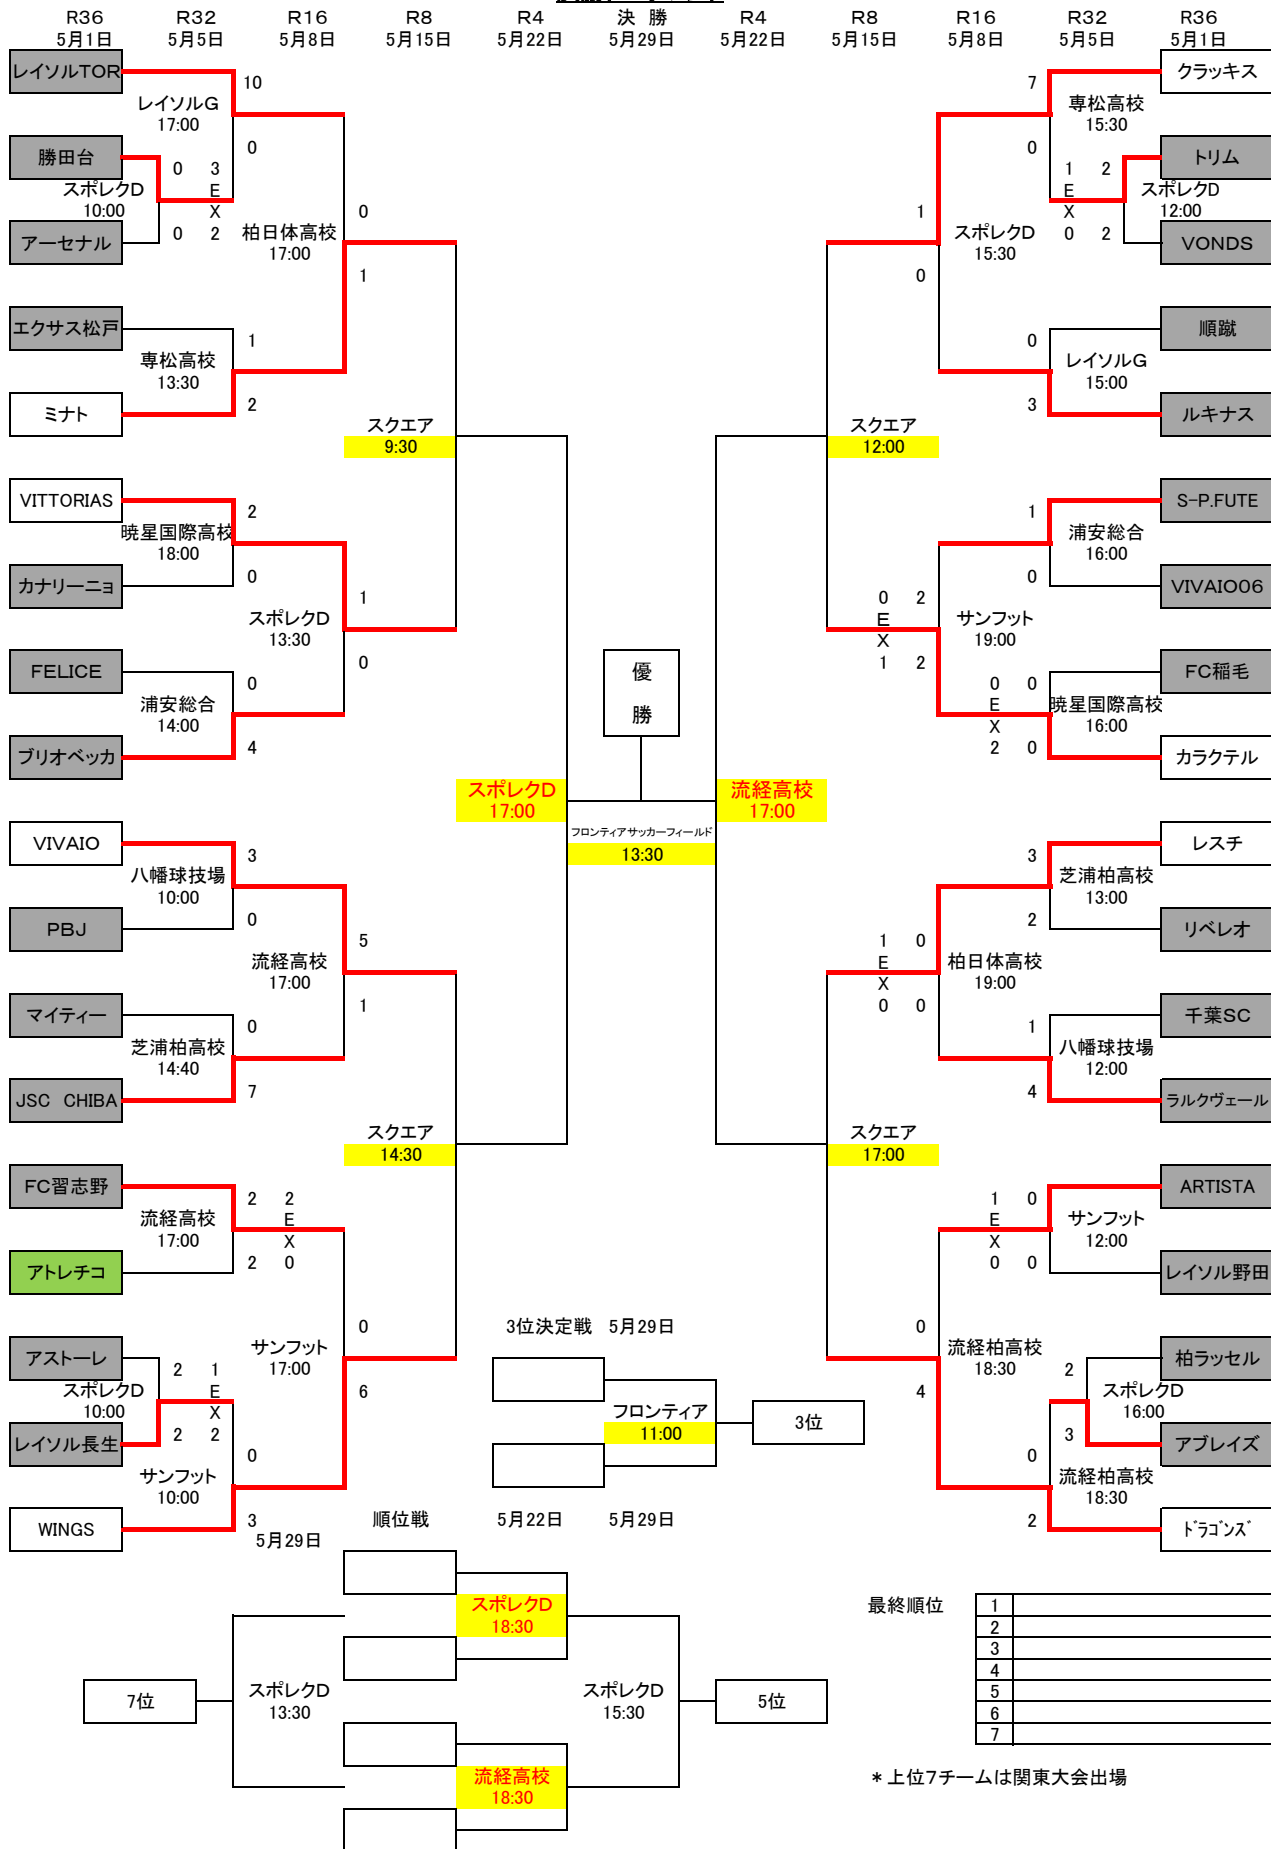 R36 R32 R16 R8 R4 決勝 R4 R8 R16 R32 R36
5月1日 5月5日 5月8日 5月15日 5月22日 5月29日 5月22日 5月15日 5月8日 5月5日 5月1日
レイソルTOR
10
レイソルG
17:00
勝田台
0
0 3
スポレクD
10:00
EX
アーセナル
0 2
柏日体高校
17:00
0
1
エクサス松戸
1
専松高校
13:30
ミナト
2
スクエア
9:30
VITTORIAS
2
暁星国際高校
18:00
カナリーニョ
0
スポレクD
13:30
1
0
FELICE
0
浦安総合
14:00
ブリオベッカ
4
スポレクD
17:00
VIVAIO
3
八幡球技場
10:00
PBJ
0
流経高校
17:00
5
1
マイティー
0
芝浦柏高校
14:40
JSC CHIBA
7
スクエア
14:30
FC習志野
2 2
流経高校
17:00
EX
アトレチコ
2 0
サンフット
17:00
0
6
アストーレ
2 1
スポレクD
10:00
EX
レイソル長生
2 2
0
サンフット
10:00
WINGS
3
優
勝
フロンティアサッカーフィールド
13:30
クラッキス
7
専松高校
15:30
トリム
0
1 2
EX
スポレクD
12:00
VONDS
0 2
スポレクD
15:30
1
0
順蹴
0
レイソルG
15:00
ルキナス
3
スクエア
12:00
S-P.FUTE
1
浦安総合
16:00
VIVAIO06
0
サンフット
19:00
0 2
EX
1 2
FC稲毛
0 0
EX
暁星国際高校
16:00
カラクテル
2 0
流経高校
17:00
レスチ
3
芝浦柏高校
13:00
リベレオ
2
柏日体高校
19:00
1 0
EX
0 0
千葉SC
1
八幡球技場
12:00
ラルクヴェール
4
スクエア
17:00
ARTISTA
1 0
EX
サンフット
12:00
レイソル野田
0 0
流経柏高校
18:30
0
4
柏ラッセル
2
スポレクD
16:00
アブレイズ
3
0
流経柏高校
18:30
ドラゴンズ
2
3位決定戦 5月29日
フロンティア
11:00
3位
5月29日 順位戦 5月22日 5月29日
スポレクD
18:30
7位
スポレクD
13:30
スポレクD
15:30
5位
流経高校
18:30
最終順位
1
2
3
4
5
6
7
*上位7チームは関東大会出場